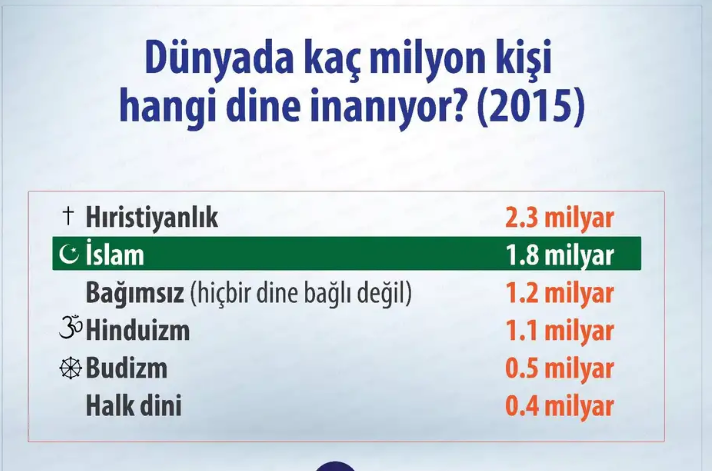 Dünyada kaç milyon kişi
hangi dine inanıyor? (2015)
Hıristiyanlık 2.3 milyar
İslam 1.8 milyar
Bağımsız (hiçbir dine bağlı değil) 1.2 milyar
Hinduizm 1.1 milyar
Budizm 0.5 milyar
Halk dini 0.4 milyar